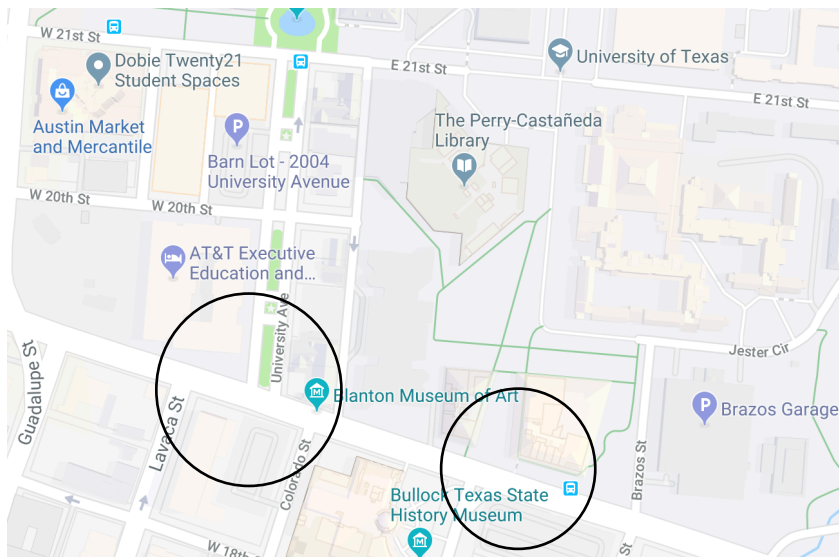 W 21st St
Dobie Twenty21
Student Spaces
E 21st St
University of Texas
E 21st St
Austin Market
and Mercantile
P
Barn Lot - 2004
University Avenue
The Perry-Castañeda
Library
W 20th St
W 20th St
AT&T Executive
Education and...
University Ave
Guadalupe St
Lavaca St
M
Blanton Museum of Art
Jester Cir
P
Brazos Garage
Colorado St
Brazos St
Bullock Texas State
History Museum
M
W 18th St
St